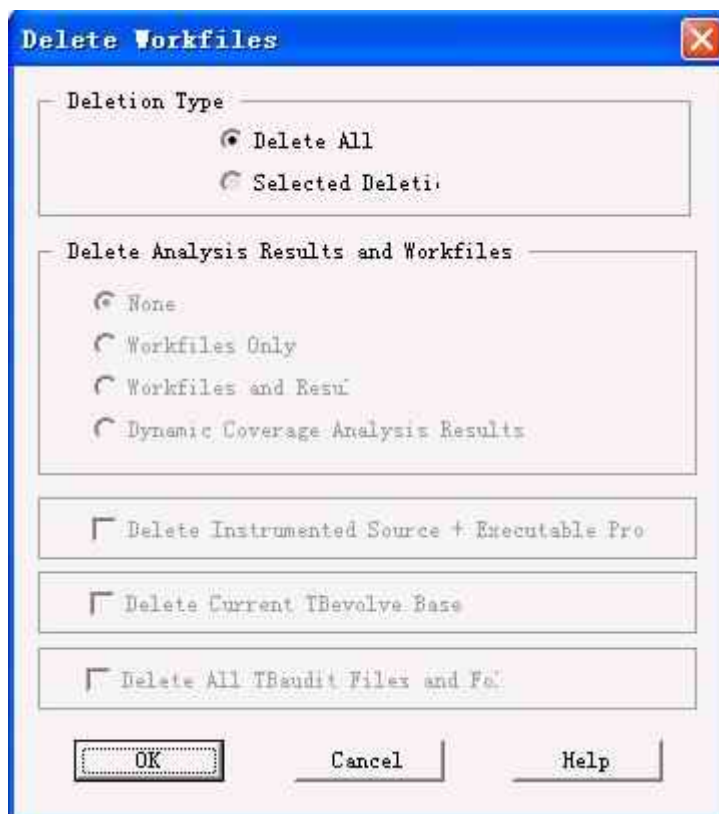 Delete Workfiles
Deletion Type
Delete All
Selected Deleti
Delete Analysis Results and Workfiles
None
Workfiles Only
Workfiles and Resu
Dynamic Coverage Analysis Results
Delete Instrumented Source + Executable Pro
Delete Current TBevolve Base
Delete All TBaudit Files and Fo
OK
Cancel
Help